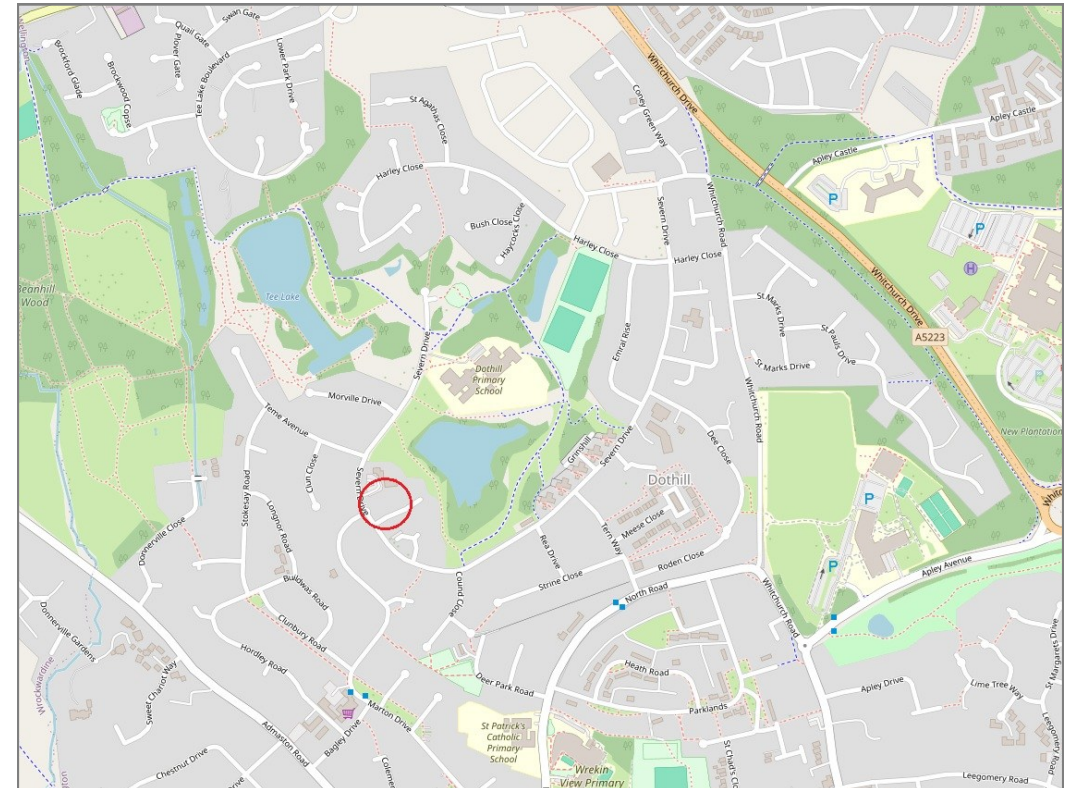 Swan Gate
Quail Gate
Plover Gate
Tee Lake Boulevard
Lower Park Drive
Brockford Glade
Brockwood Copse
Whitchurch Drive
Coney Green Way
Apley Castle
Apley Castle
St Agathas Close
Harley Close
Bush Close
Haycocks Close
Harley Close
Severn Drive
Whitchurch Road
Harley Close
P
P
H
Whitchurch Drive
A5223
P
Beanhill
Wood
Tee Lake
Severn Drive
Emral Rise
St Marks Drive
St Pauls Drive
St Marks Drive
Dothill
Primary
School
Morville Drive
Teme Avenue
Whitchurch Road
New Plantation
Grinshill
Severn Drive
Dee Close
Clun Close
Severn Drive
Stokesay Road
Longnor Road
Donnerville Close
Dothill
P
Meese Close
Tern Way
Rea Drive
Roden Close
Strine Close
Cound Close
North Road
P
Apley Avenue
Whitchurch Road
Buildwas Road
Clunbury Road
Hordley Road
Donnerville Gardens
Sweet Chariot Way
Wrockwardine
Heath Road
Deer Park Road
Parklands
Apley Drive
Lime Tree Way
St Margarets Drive
Leegomery Road
Marton Drive
Bagley Drive
Admaston Road
Chestnut Drive
St Patrick's
Catholic
Primary
School
Wrekin
View Primary
Leegomery Road